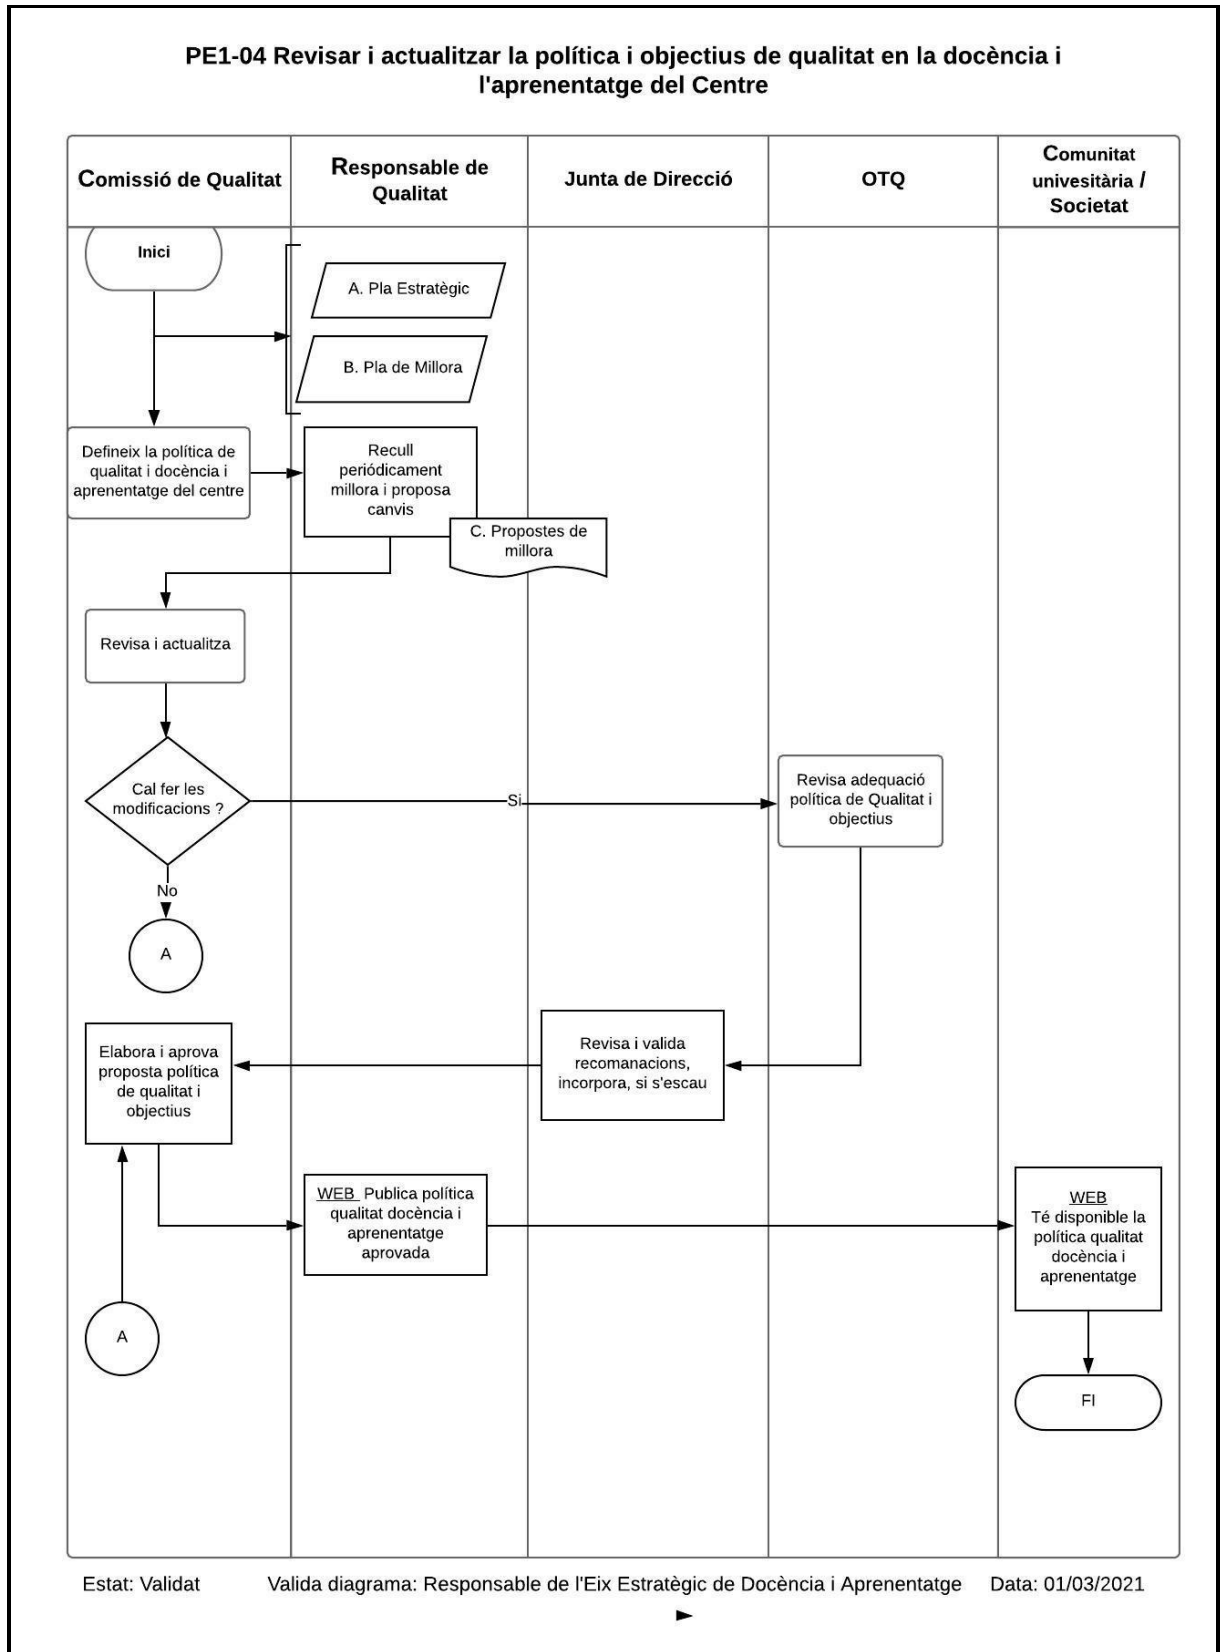 PE1-04 Revisar i actualitzar la política i objectius de qualitat en la docència i
l'aprenentatge del Centre
Comissió de Qualitat
Responsable de
Qualitat
Junta de Direcció
OTQ
Comunitat
univesitària /
Societat
Inici
A. Pla Estratègic
B. Pla de Millora
Defineix la política de
qualitat i docència i
aprenentatge del centre
Recull
periódicament
millora i proposa
canvis
C. Propostes de
millora
Revisa i actualitza
Cal fer les
modificacions ?
Si
Revisa adequació
política de Qualitat i
objectius
No
A
Elabora i aprova
proposta política
de qualitat i
objectius
Revisa i valida
recomanacions,
incorpora, si s'escau
WEB Publica política
qualitat docència i
aprenentatge
aprovada
WEB
Té disponible la
política qualitat
docència i
aprenentatge
A
FI
Estat: Validat
Valida diagrama: Responsable de l'Eix Estratègic de Docència i Aprenentatge
Data: 01/03/2021